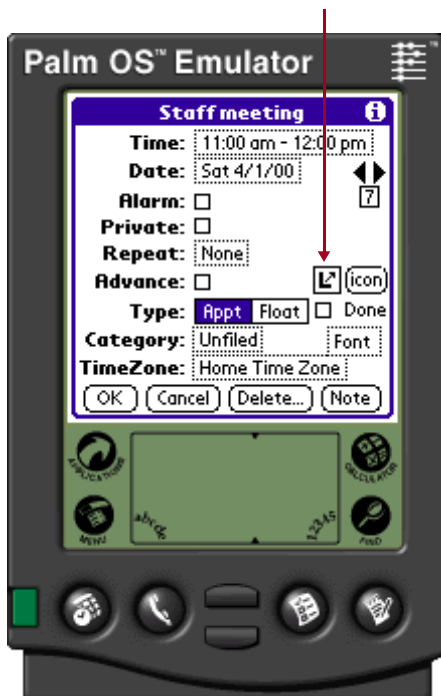 Palm OS™ Emulator
Staff meeting
Time: 11:00 am - 12:00 pm
Date: Sat 4/1/00
7
Alarm:
Private:
Repeat: None
Advance: (icon)
Type: Appt Float Done
Category: Unfiled Font
TimeZone: Home Time Zone
OK Cancel Delete... Note
APPLICATIONS CALCULATOR
MENU abcde 12345 FIND